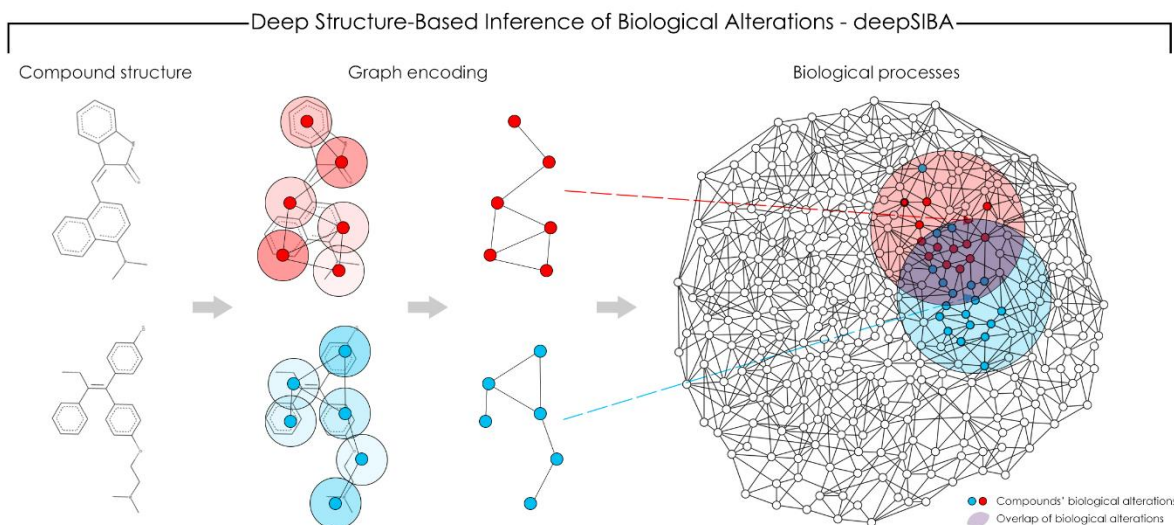 Deep Structure-Based Inference of Biological Alterations - deepSIBA
Compound structure
Graph encoding
Biological processes
Compounds' biological alterations
Overlap of biological alterations